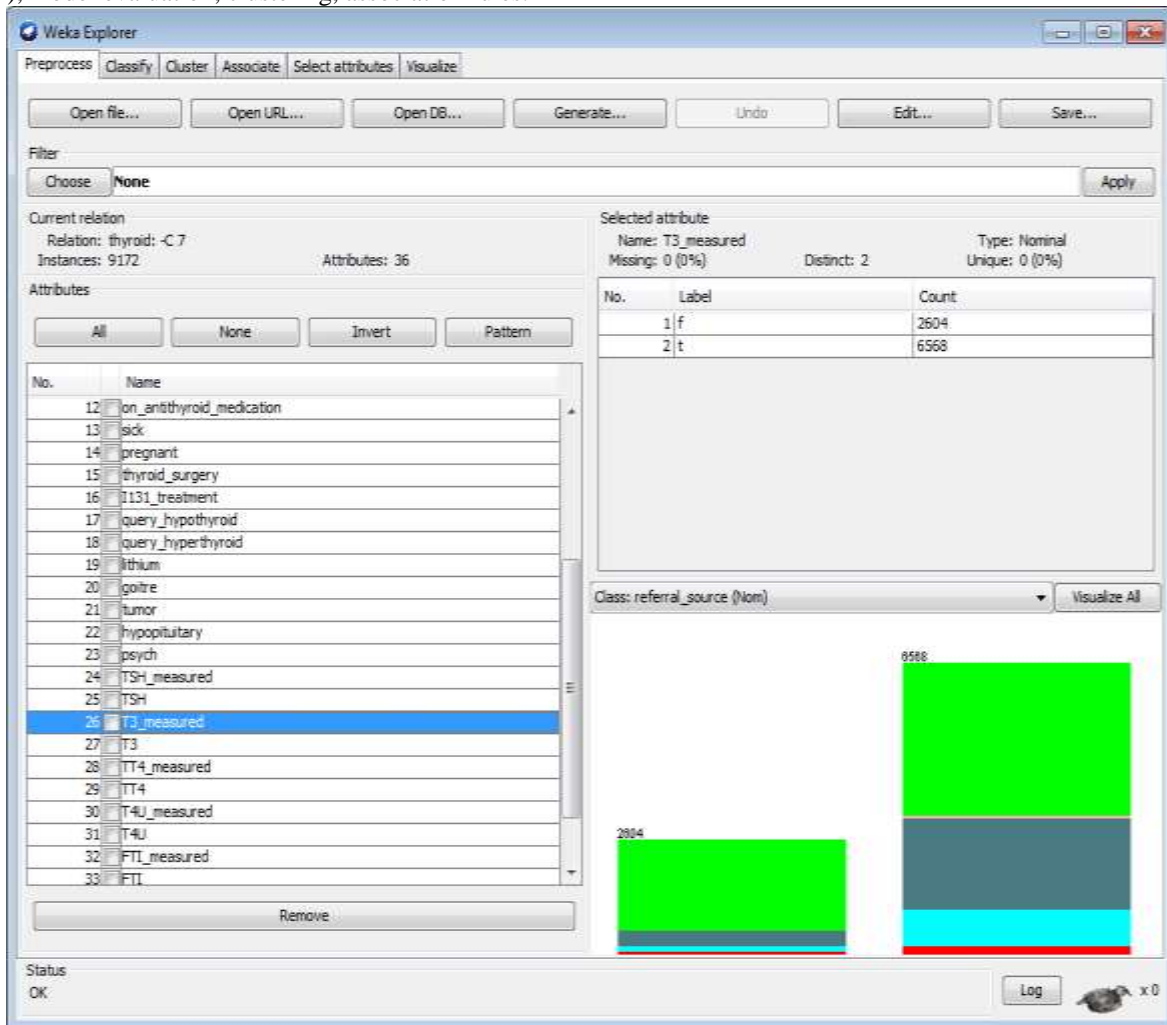 Weka Explorer
Preprocess Classify Cluster Associate Select attributes Visualize
Open file... Open URL... Open DB... Generate... Undo Edit... Save...
Filter
Choose None Apply
Current relation
Relation: thyroid: -C 7
Instances: 9172 Attributes: 36
Selected attribute
Name: T3_measured Type: Nominal
Missing: 0 (0%) Distinct: 2 Unique: 0 (0%)
Attributes
All None Invert Pattern
No. Name
12 on_antithyroid_medication
13 sick
14 pregnant
15 thyroid_surgery
16 I131_treatment
17 query_hypothyroid
18 query_hyperthyroid
19 lithium
20 goitre
21 tumor
22 hypopituitary
23 psych
24 TSH_measured
25 TSH
26 T3_measured
27 T3
28 TT4_measured
29 TT4
30 T4U_measured
31 T4U
32 FTI_measured
33 FTI
Remove
No. Label Count
1 f 2604
2 t 6568
Class: referral_source (Nom) Visualize All
6568
2604
Status
OK
Log x 0